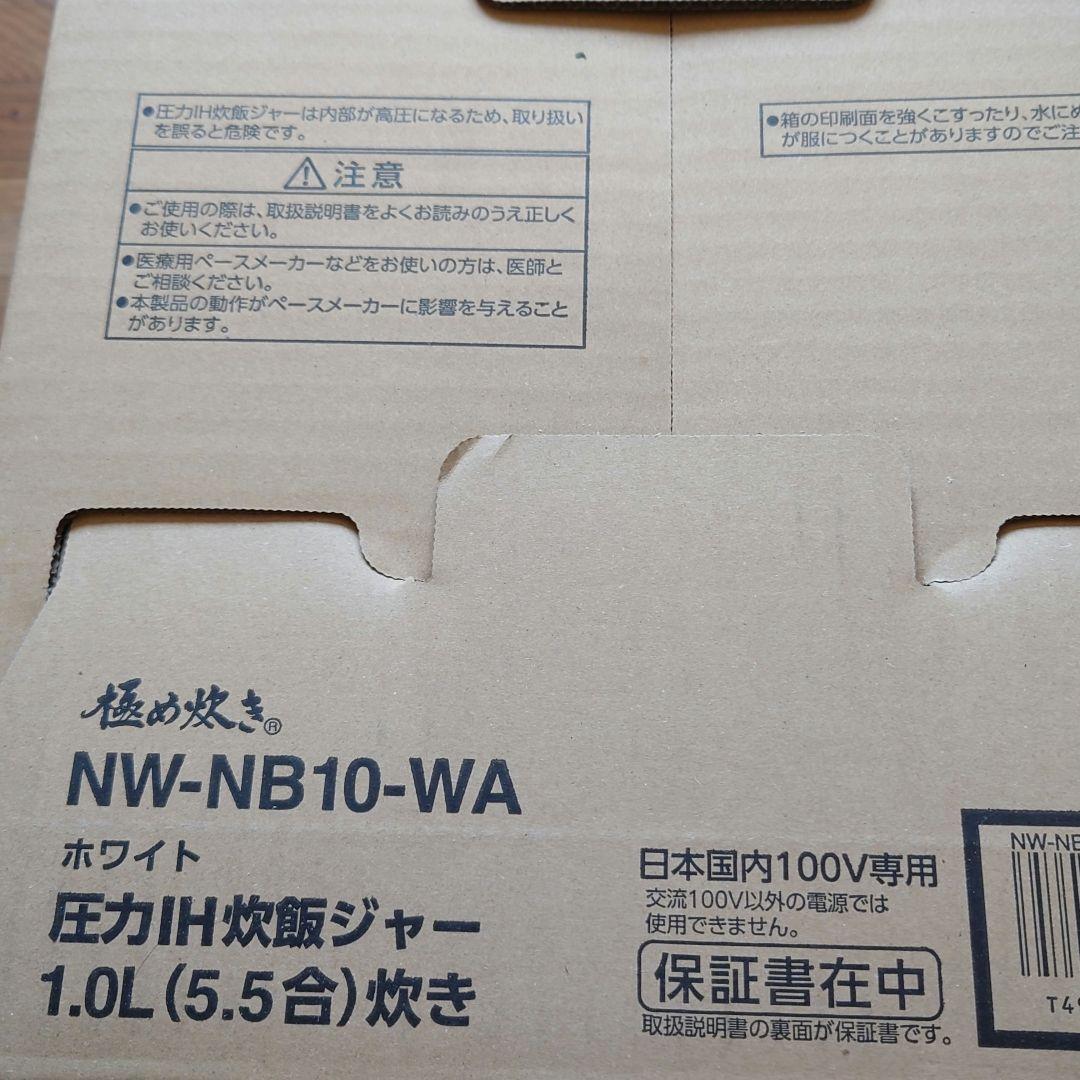 ●圧力IH炊飯ジャーは内部が高圧になるため、取り扱い
を誤ると危険です。
⚠注意
●ご使用の際は、取扱説明書をよくお読みのうえ正しく
お使いください。
●医療用ペースメーカーなどをお使いの方は、医師と
ご相談ください。
●本製品の動作がペースメーカーに影響を与えること
があります。
●箱の印刷面を強くこすったり、水にぬ
が服につくことがありますのでご注
極め炊き®
NW-NB10-WA
ホワイト
圧力IH炊飯ジャー
1.0L(5.5合)炊き
日本国内100V専用
交流100V以外の電源では
使用できません。
保証書在中
取扱説明書の裏面が保証書です。
NW-NB
T49